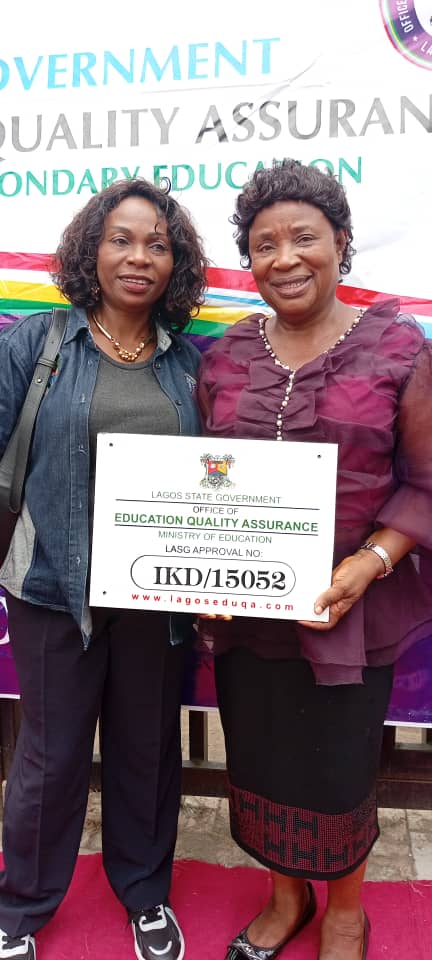 OVERNMENT
QUALITY ASSURAN
ONDARY EDUCATION
OFFICE
LAGOS STATE GOVERNMENT
OFFICE OF
EDUCATION QUALITY ASSURANCE
MINISTRY OF EDUCATION
LASG APPROVAL NO:
IKD/15052
www.lagoseduqa.com